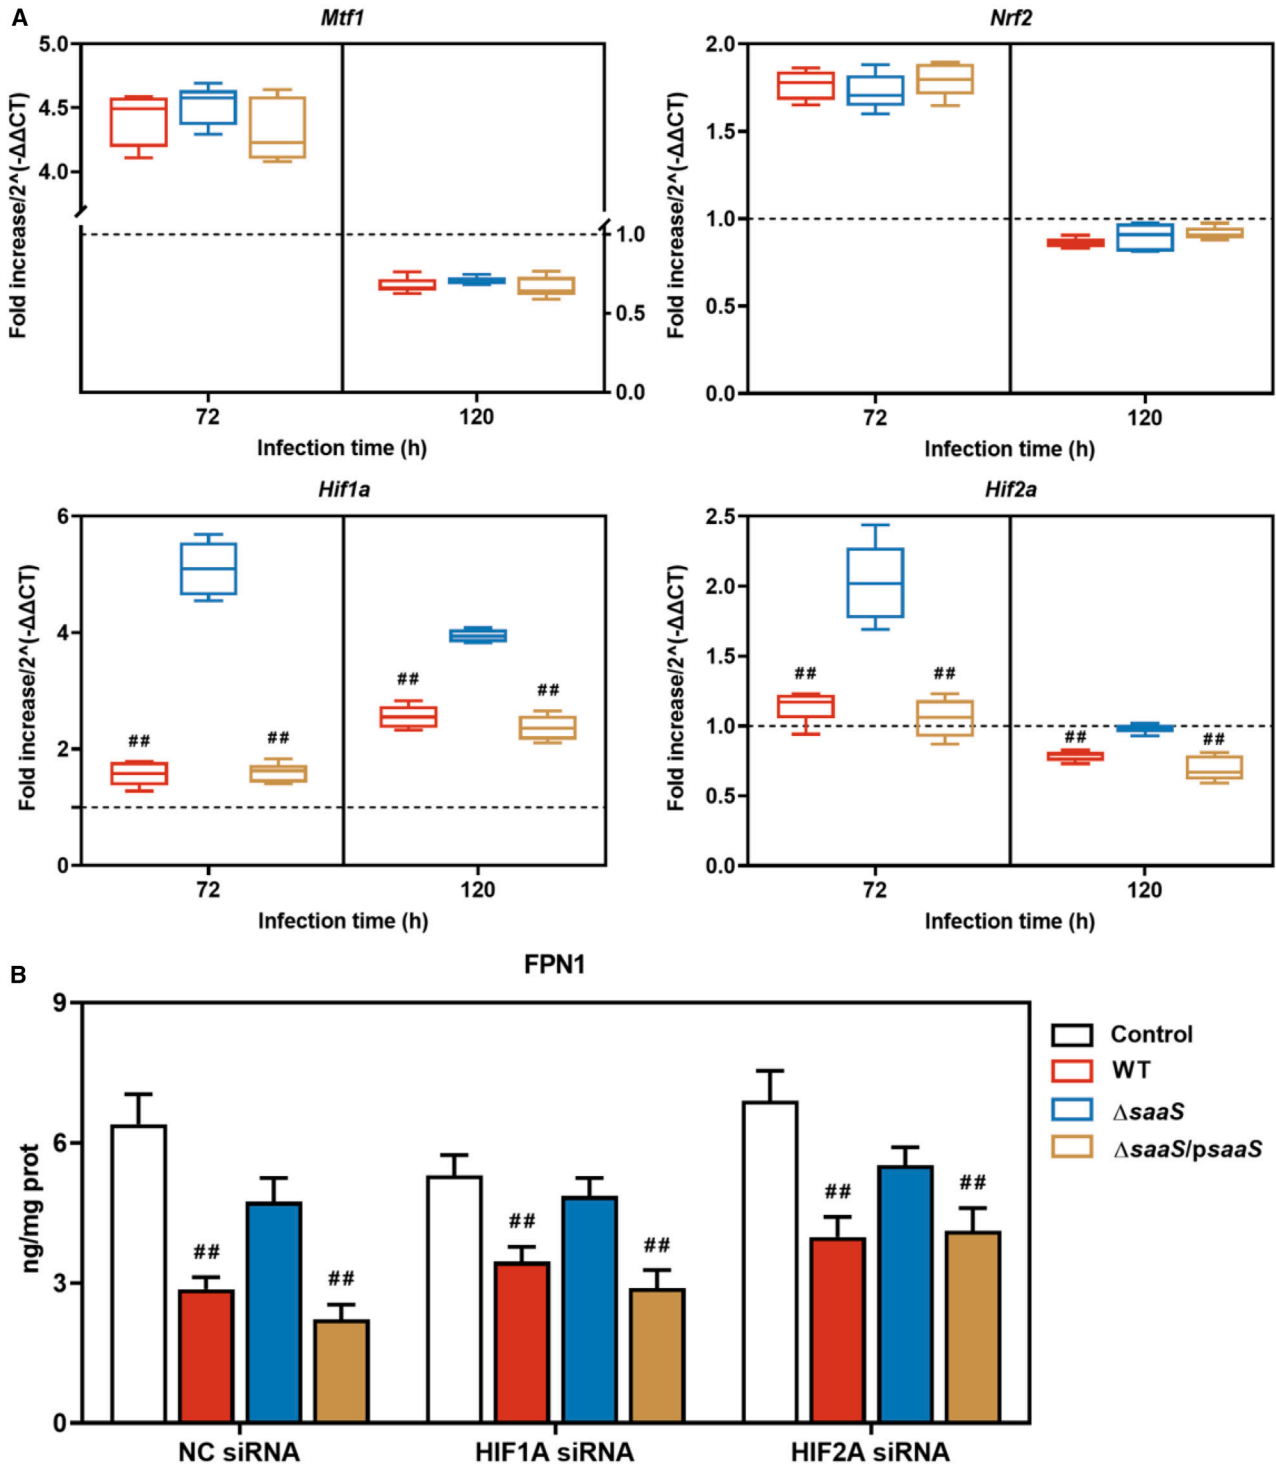 A
Mtf1
Fold increase/2^(-ΔΔCT)
5.0
4.5
4.0
1.0
0.5
0.0
72
120
Infection time (h)
Nrf2
Fold increase/2^(-ΔΔCT)
2.0
1.5
1.0
0.5
0.0
72
120
Infection time (h)
Hif1a
Fold increase/2^(-ΔΔCT)
6
4
2
0
##
##
##
##
72
120
Infection time (h)
Hif2a
Fold increase/2^(-ΔΔCT)
2.5
2.0
1.5
1.0
0.5
0.0
##
##
##
##
72
120
Infection time (h)
B
FPN1
ng/mg prot
9
6
3
0
##
##
##
##
##
##
NC siRNA
HIF1A siRNA
HIF2A siRNA
Control
WT
ΔsaaS
ΔsaaS/psaaS